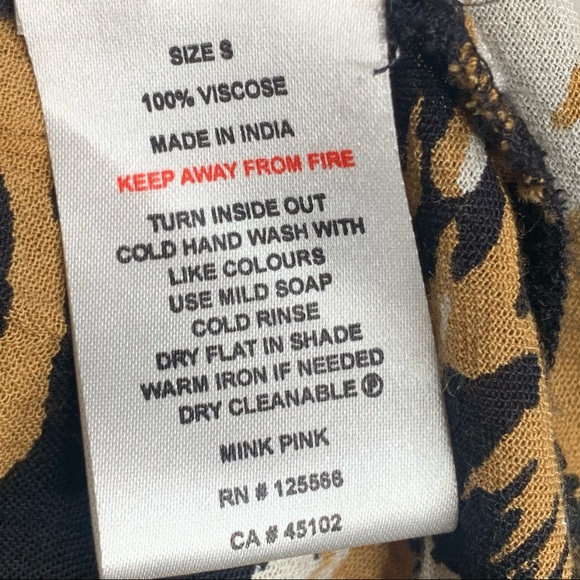 SIZE S
100% VISCOSE
MADE IN INDIA
KEEP AWAY FROM FIRE
TURN INSIDE OUT
COLD HAND WASH WITH
LIKE COLOURS
USE MILD SOAP
COLD RINSE
DRY FLAT IN SHADE
WARM IRON IF NEEDED
DRY CLEANABLE Ⓟ
MINK PINK
RN # 125566
CA # 45102